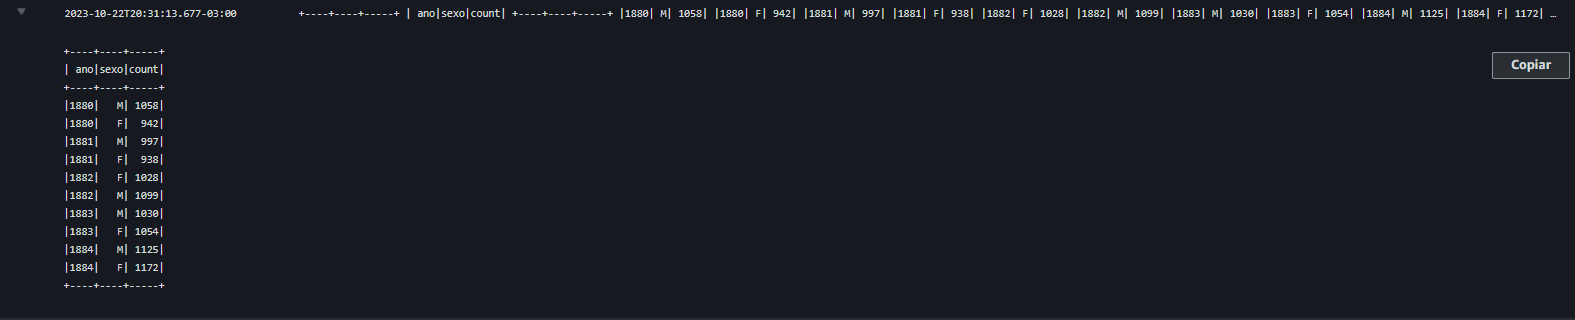 2023-10-22T20:31:13.677-03:00 +----+----+-----+ | ano|sexo|count| +----+----+-----+ |1880| M| 1058| |1880| F| 942| |1881| M| 997| |1881| F| 938| |1882| F| 1028| |1882| M| 1099| |1883| M| 1030| |1883| F| 1054| |1884| M| 1125| |1884| F| 1172| …
+----+----+-----+
| ano|sexo|count|
+----+----+-----+
|1880|   M| 1058|
|1880|   F|  942|
|1881|   M|  997|
|1881|   F|  938|
|1882|   F| 1028|
|1882|   M| 1099|
|1883|   M| 1030|
|1883|   F| 1054|
|1884|   M| 1125|
|1884|   F| 1172|
+----+----+-----+
Copiar